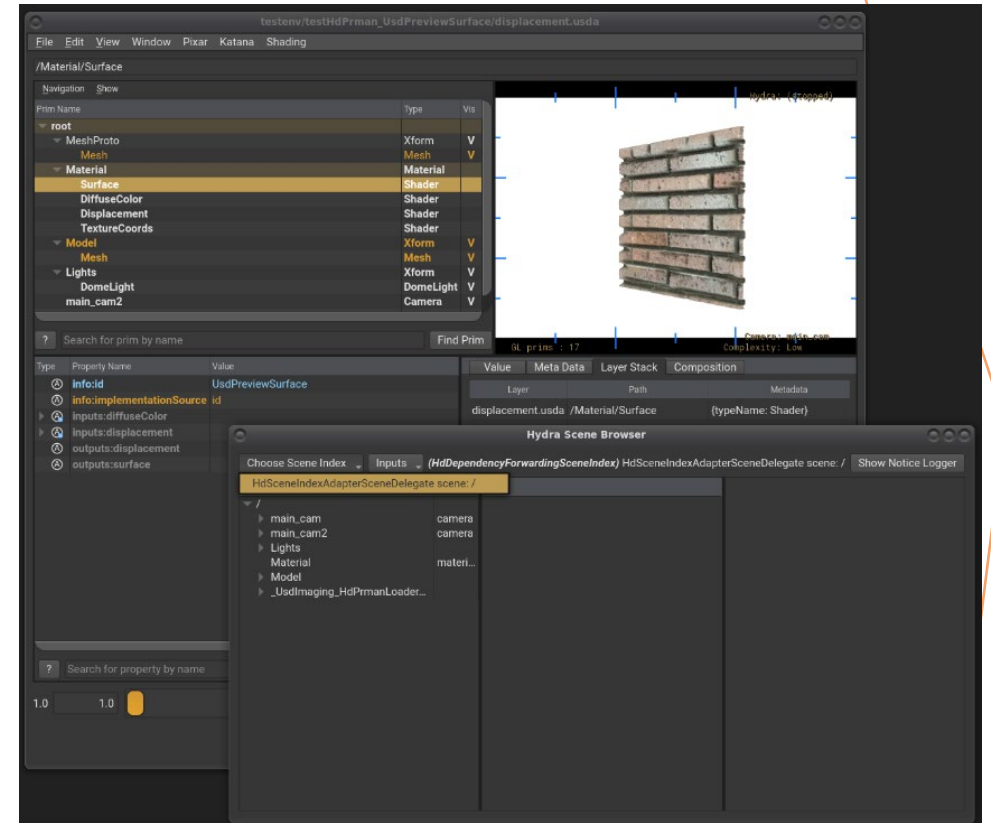 testenv/testHdPrman_UsdPreviewSurface/displacement.usda
File Edit View Window Pixar Katana Shading
/Material/Surface
Navigation Show
Prim Name Type Vis
root
MeshProto Xform V
Mesh Mesh V
Material Material
Surface Shader
DiffuseColor Shader
Displacement Shader
TextureCoords Shader
Model Xform V
Mesh Mesh V
Lights Xform V
DomeLight DomeLight V
main_cam2 Camera V
? Search for prim by name Find Prim
Hydra: (stopped)
Camera: main_cam
GL prims : 17 Complexity: Low
Type Property Name Value
info:id UsdPreviewSurface
info:implementationSource id
inputs:diffuseColor
inputs:displacement
outputs:displacement
outputs:surface
Value Meta Data Layer Stack Composition
Layer Path Metadata
displacement.usda /Material/Surface {typeName: Shader}
? Search for property by name
1.0 1.0
Hydra Scene Browser
Choose Scene Index Inputs (HdDependencyForwardingSceneIndex) HdSceneIndexAdapterSceneDelegate scene: / Show Notice Logger
HdSceneIndexAdapterSceneDelegate scene: /
/
main_cam camera
main_cam2 camera
Lights
Material materi...
Model
_UsdImaging_HdPrmanLoader...